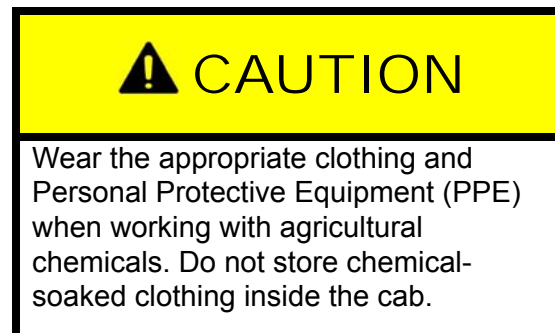 CAUTION
Wear the appropriate clothing and
Personal Protective Equipment (PPE)
when working with agricultural
chemicals. Do not store chemical-
soaked clothing inside the cab.